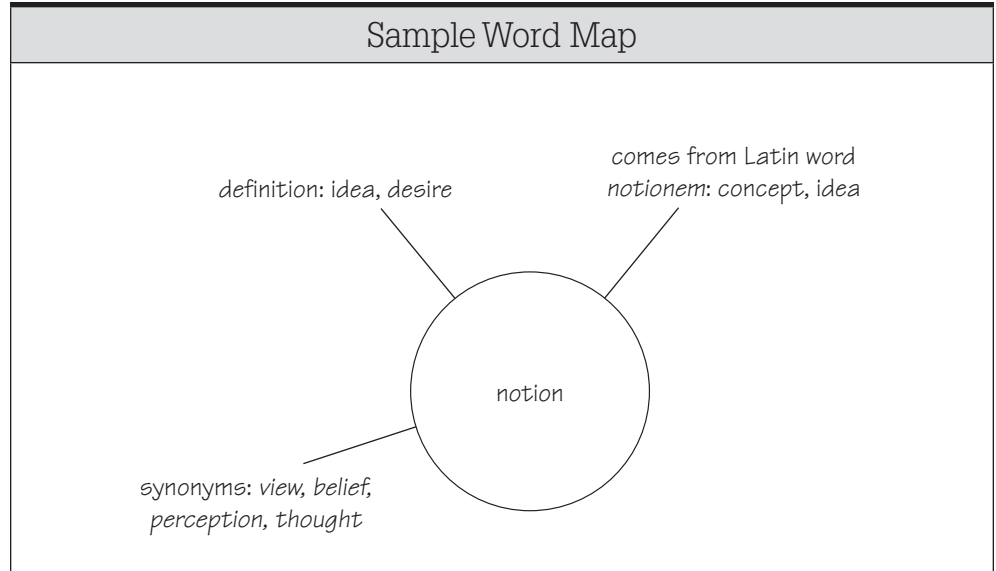 Sample Word Map
definition: idea, desire
comes from Latin word
notionem: concept, idea
notion
synonyms: view, belief,
perception, thought